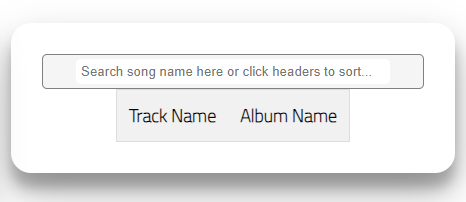 Search song name here or click headers to sort...
Track Name Album Name